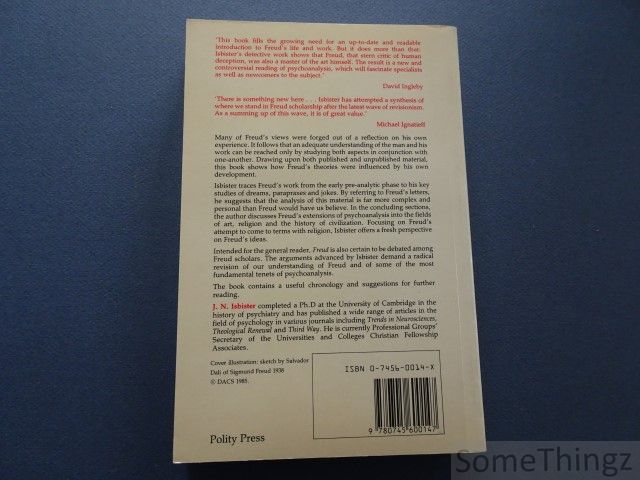 'This book fills the growing need for an up-to-date and readable
introduction to Freud's life and work. But it does more than that:
Isbister's detective work shows that Freud, that stern critic of human
deception, was also a master of the art himself. The result is a new and
controversial reading of psychoanalysis, which will fascinate specialists
as well as newcomers to the subject.'
David Ingleby
'There is something new here . . . Isbister has attempted a synthesis of
where we stand in Freud scholarship after the latest wave of revisionism.
As a summing up of this wave, it is of great value.'
Michael Ignatieff
Many of Freud's views were forged out of a reflection on his own
experience. It follows that an adequate understanding of the man and his
work can be reached only by studying both aspects in conjunction with
one-another. Drawing upon both published and unpublished material,
this book shows how Freud's theories were influenced by his own
development.
Isbister traces Freud's work from the early pre-analytic phase to his key
studies of dreams, parapraxes and jokes. By referring to Freud's letters,
he suggests that the analysis of this material is far more complex and
personal than Freud would have us believe. In the concluding sections,
the author discusses Freud's extensions of psychoanalysis into the fields
of art, religion and the history of civilization. Focusing on Freud's
attempt to come to terms with religion, Isbister offers a fresh perspective
on Freud's ideas.
Intended for the general reader, Freud is also certain to be debated among
Freud scholars. The arguments advanced by Isbister demand a radical
revision of our understanding of Freud and of some of the most
fundamental tenets of psychoanalysis.
The book contains a useful chronology and suggestions for further
reading.
J. N. Isbister completed a Ph.D at the University of Cambridge in the
history of psychiatry and has published a wide range of articles in the
field of psychology in various journals including Trends in Neurosciences,
Theological Renewal and Third Way. He is currently Professional Groups'
Secretary of the Universities and Colleges Christian Fellowship
Associates.
Cover illustration: sketch by Salvador
Dali of Sigmund Freud 1938
© DACS 1985.
ISBN 0-7456-0014-X
9 780745 600147
Polity Press
SomeThingz